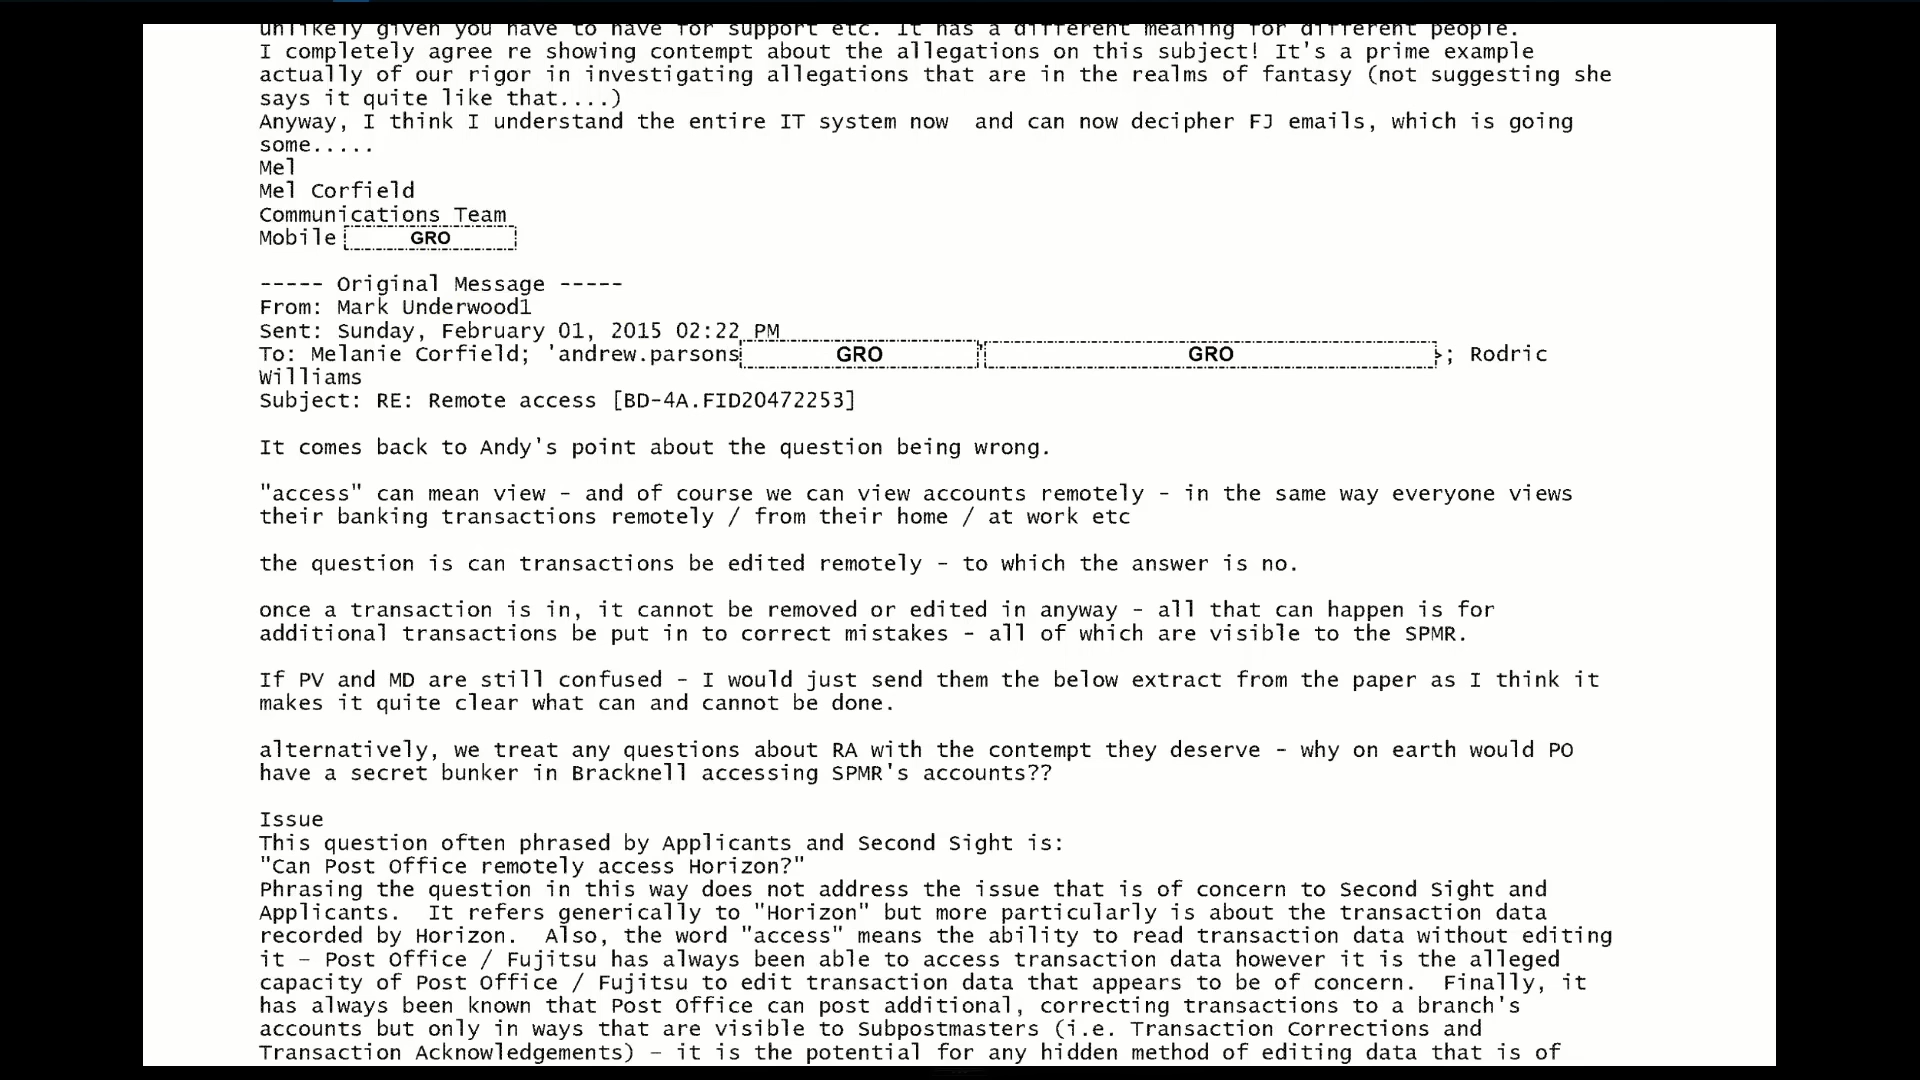 unlikely given you have to have for support etc. It has a different meaning for different people.
I completely agree re showing contempt about the allegations on this subject! It's a prime example
actually of our rigor in investigating allegations that are in the realms of fantasy (not suggesting she
says it quite like that....)
Anyway, I think I understand the entire IT system now  and can now decipher FJ emails, which is going
some.....
Mel
Mel Corfield
Communications Team
Mobile GRO
----- Original Message -----
From: Mark Underwood1
Sent: Sunday, February 01, 2015 02:22 PM
To: Melanie Corfield; 'andrew.parsons GRO ' GRO >; Rodric
Williams
Subject: RE: Remote access [BD-4A.FID20472253]
It comes back to Andy's point about the question being wrong.
"access" can mean view - and of course we can view accounts remotely - in the same way everyone views
their banking transactions remotely / from their home / at work etc
the question is can transactions be edited remotely - to which the answer is no.
once a transaction is in, it cannot be removed or edited in anyway - all that can happen is for
additional transactions be put in to correct mistakes - all of which are visible to the SPMR.
If PV and MD are still confused - I would just send them the below extract from the paper as I think it
makes it quite clear what can and cannot be done.
alternatively, we treat any questions about RA with the contempt they deserve - why on earth would PO
have a secret bunker in Bracknell accessing SPMR's accounts??
Issue
This question often phrased by Applicants and Second Sight is:
"Can Post Office remotely access Horizon?"
Phrasing the question in this way does not address the issue that is of concern to Second Sight and
Applicants.  It refers generically to "Horizon" but more particularly is about the transaction data
recorded by Horizon.  Also, the word "access" means the ability to read transaction data without editing
it – Post Office / Fujitsu has always been able to access transaction data however it is the alleged
capacity of Post Office / Fujitsu to edit transaction data that appears to be of concern.  Finally, it
has always been known that Post Office can post additional, correcting transactions to a branch's
accounts but only in ways that are visible to Subpostmasters (i.e. Transaction Corrections and
Transaction Acknowledgements) – it is the potential for any hidden method of editing data that is of